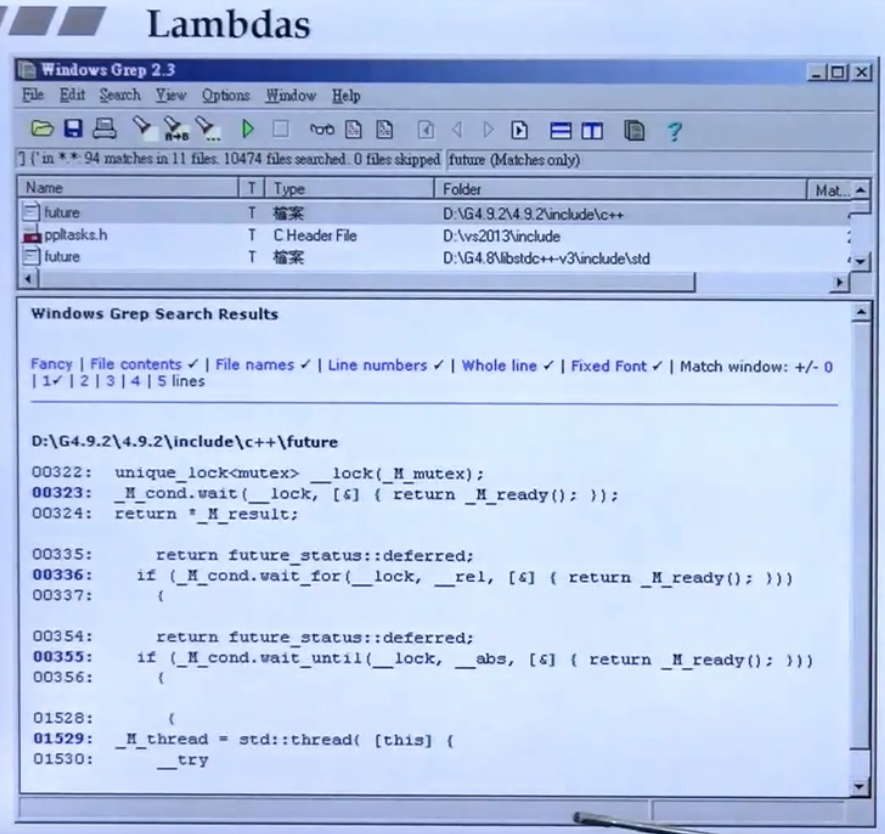 Lambdas
Windows Grep 2.3
File Edit Search View Options Window Help
] {' in *.*: 94 matches in 11 files. 10474 files searched. 0 files skipped future (Matches only)
Name T Type Folder Mat...
future T 檔案 D:\G4.9.2\4.9.2\include\c++
ppltasks.h T C Header File D:\vs2013\include
future T 檔案 D:\G4.8\libstdc++-v3\include\std
Windows Grep Search Results
Fancy | File contents ✓ | File names ✓ | Line numbers ✓ | Whole line ✓ | Fixed Font ✓ | Match window: +/- 0
| 1✓ | 2 | 3 | 4 | 5 lines
D:\G4.9.2\4.9.2\include\c++\future
00322: unique_lock<mutex> __lock(_M_mutex);
00323: _M_cond.wait(__lock, [&] { return _M_ready(); });
00324: return *_M_result;
00335: return future_status::deferred;
00336: if (_M_cond.wait_for(__lock, __rel, [&] { return _M_ready(); }))
00337: {
00354: return future_status::deferred;
00355: if (_M_cond.wait_until(__lock, __abs, [&] { return _M_ready(); }))
00356: {
01528: {
01529: _M_thread = std::thread( [this] {
01530: __try